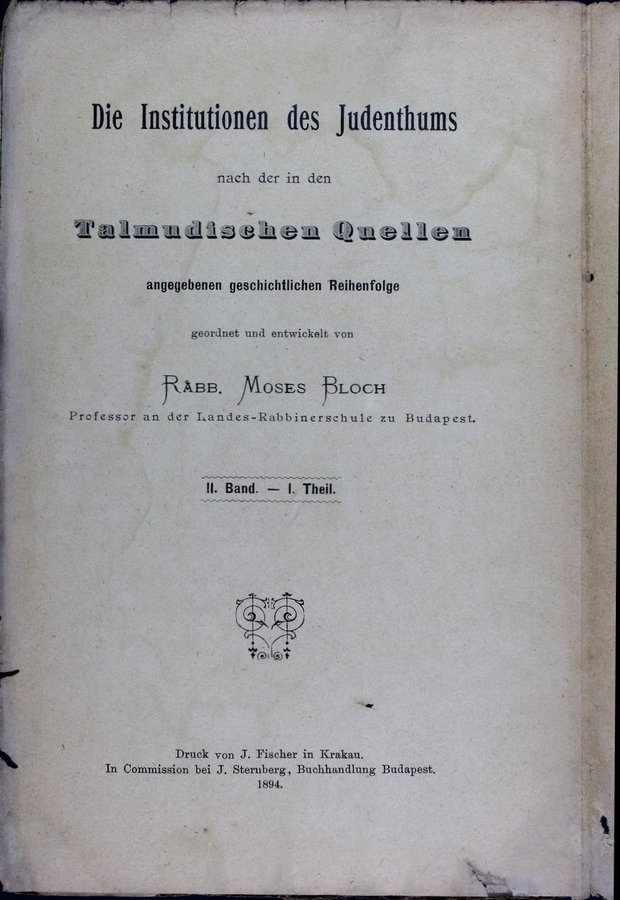 Die Institutionen des Judenthums
nach der in den
Talmudischen Quellen
angegebenen geschichtlichen Reihenfolge
geordnet und entwickelt von
Rabb. Moses Bloch
Professor an der Landes-Rabbinerschule zu Budapest.
II. Band. — I. Theil.
Druck von J. Fischer in Krakau.
In Commission bei J. Sternberg, Buchhandlung Budapest.
1894.